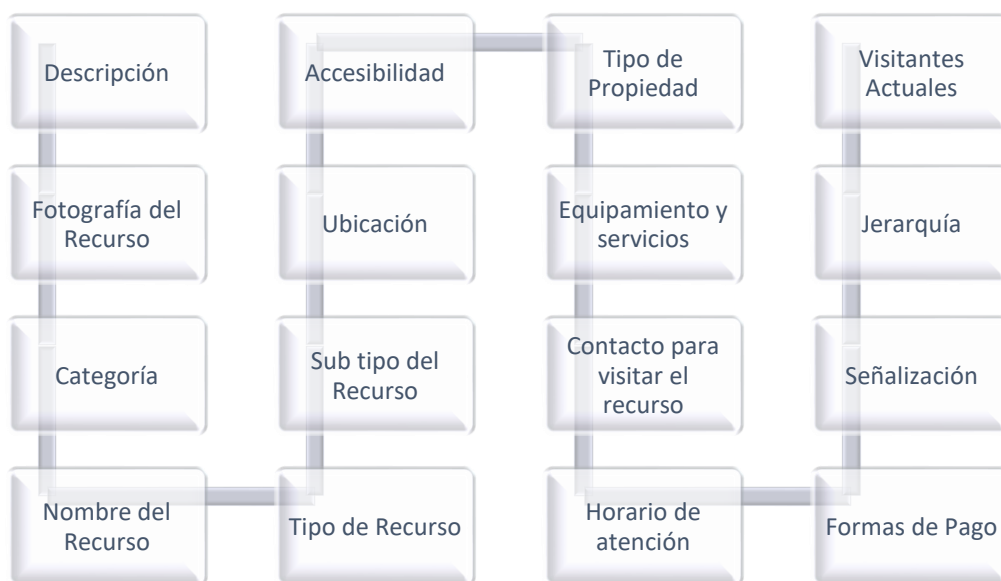 Descripción
Fotografía del
Recurso
Categoría
Nombre del
Recurso
Tipo de Recurso
Sub tipo del
Recurso
Ubicación
Accesibilidad
Tipo de
Propiedad
Equipamiento y
servicios
Contacto para
visitar el
recurso
Horario de
atención
Formas de Pago
Señalización
Jerarquía
Visitantes
Actuales